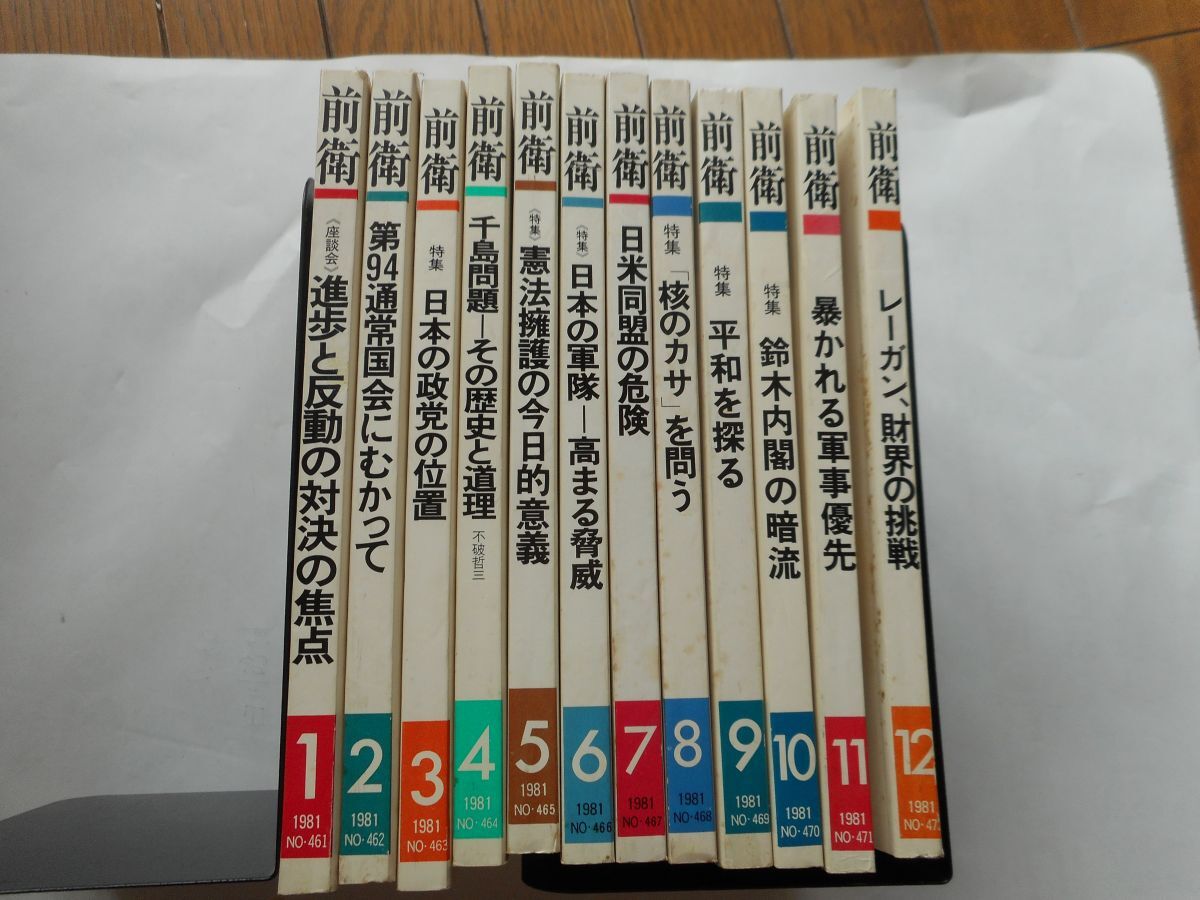 前衛
《座談会》進歩と反動の対決の焦点
1
1981
NO・461
前衛
第94通常国会にむかって
2
1981
NO・462
前衛
特集 日本の政党の位置
3
1981
NO・463
前衛
千島問題―その歴史と道理 不破哲三
4
1981
NO・464
前衛
《特集》憲法擁護の今日的意義
5
1981
NO・465
前衛
《特集》日本の軍隊―高まる脅威
6
1981
NO・466
前衛
日米同盟の危険
7
1981
NO・467
前衛
特集 「核のカサ」を問う
8
1981
NO・468
前衛
特集 平和を探る
9
1981
NO・469
前衛
特集 鈴木内閣の暗流
10
1981
NO・470
前衛
暴かれる軍事優先
11
1981
NO・471
前衛
レーガン、財界の挑戦
12
1981